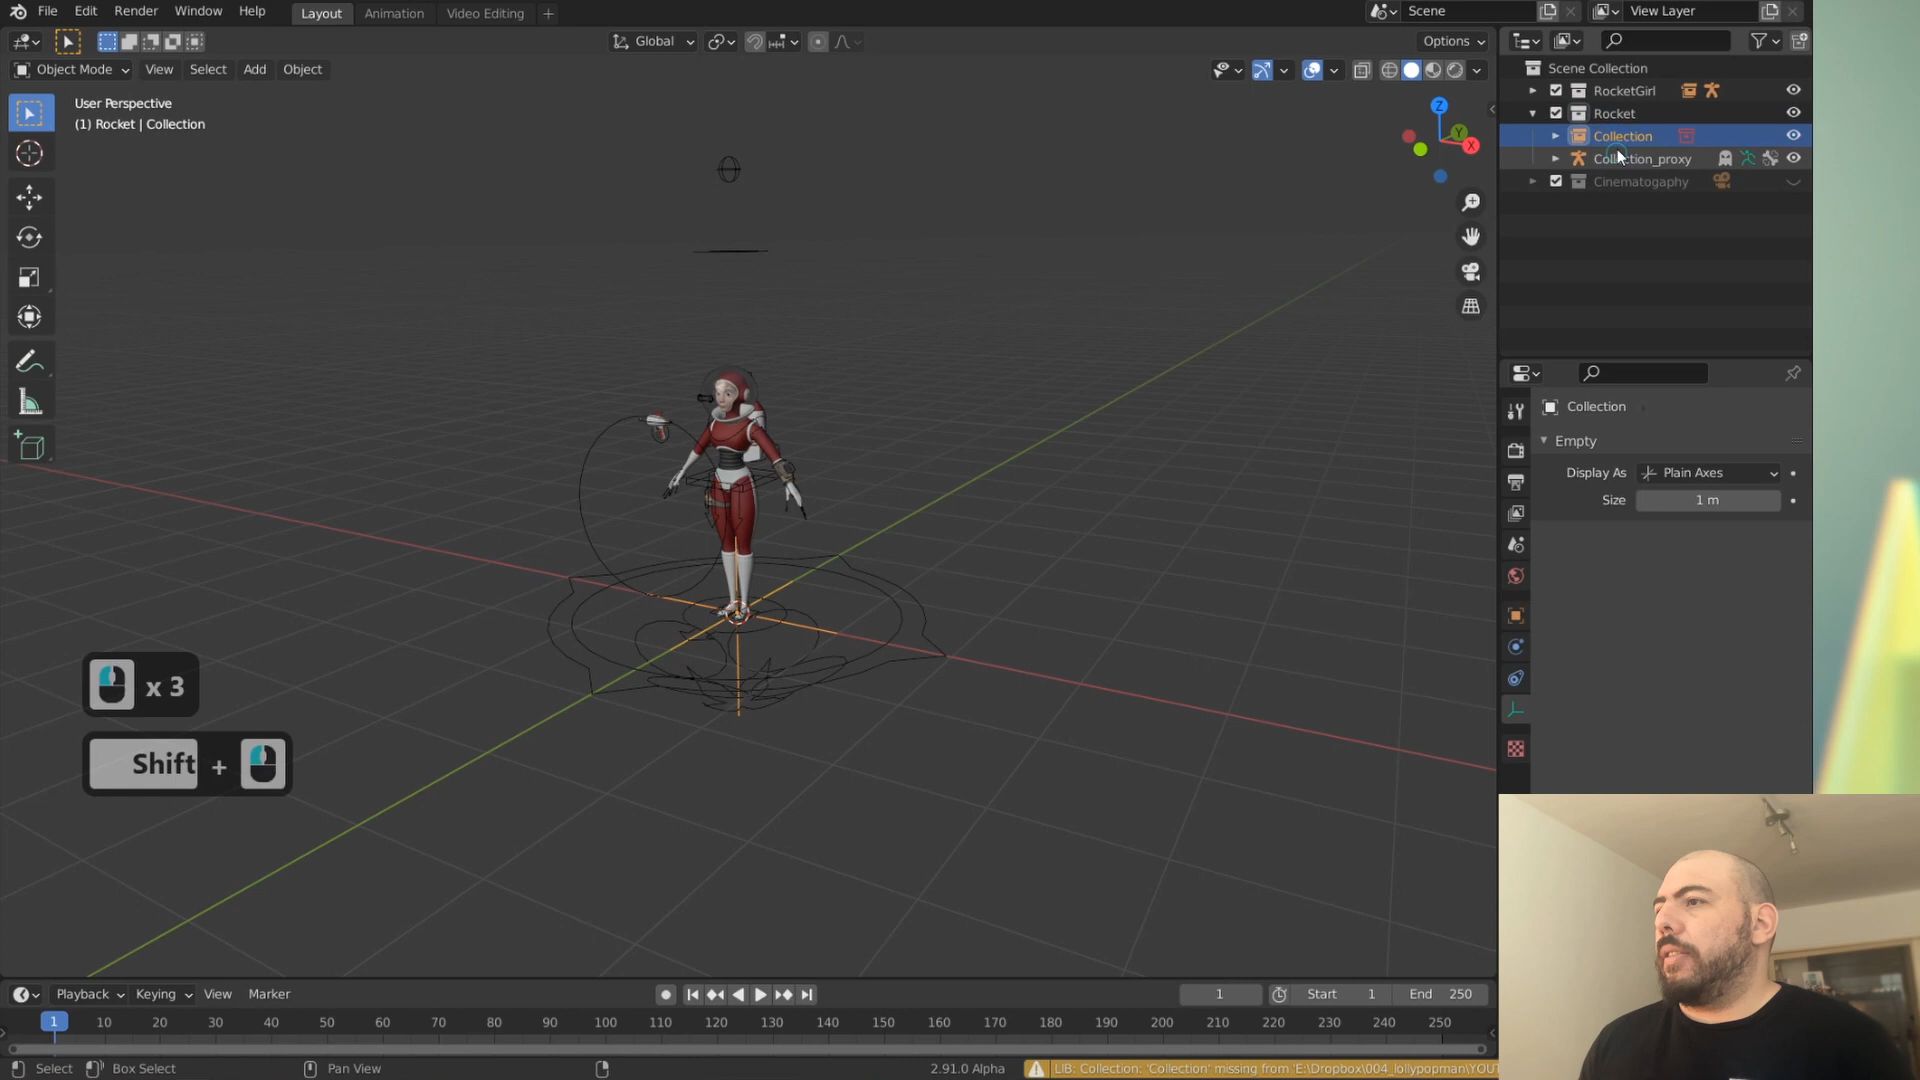 File Edit Render Window Help Layout Animation Video Editing + Scene View Layer
Global Options
Object Mode View Select Add Object
User Perspective
(1) Rocket | Collection
Z
Y
X
Scene Collection
RocketGirl
Rocket
Collection
Collection_proxy
Cinematogaphy
Collection
Empty
Display As Plain Axes
Size 1 m
x 3
Shift +
Playback Keying View Marker 1 Start 1 End 250
1 10 20 30 40 50 60 70 80 90 100 110 120 130 140 150 160 170 180 190 200 210 220 230 240 250
Select Box Select Pan View 2.91.0 Alpha LIB: Collection: 'Collection' missing from 'E:\Dropbox\004_lollypopman\YOUT